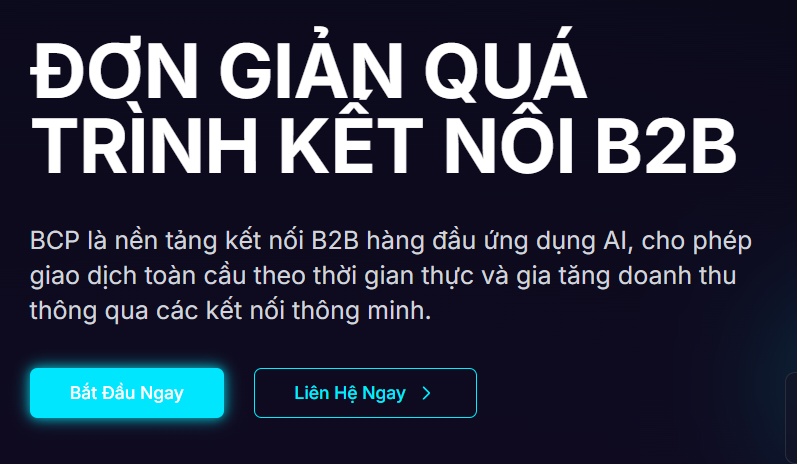 ĐƠN GIẢN QUÁ
TRÌNH KẾT NỐI B2B
BCP là nền tảng kết nối B2B hàng đầu ứng dụng AI, cho phép
giao dịch toàn cầu theo thời gian thực và gia tăng doanh thu
thông qua các kết nối thông minh.
Bắt Đầu Ngay
Liên Hệ Ngay